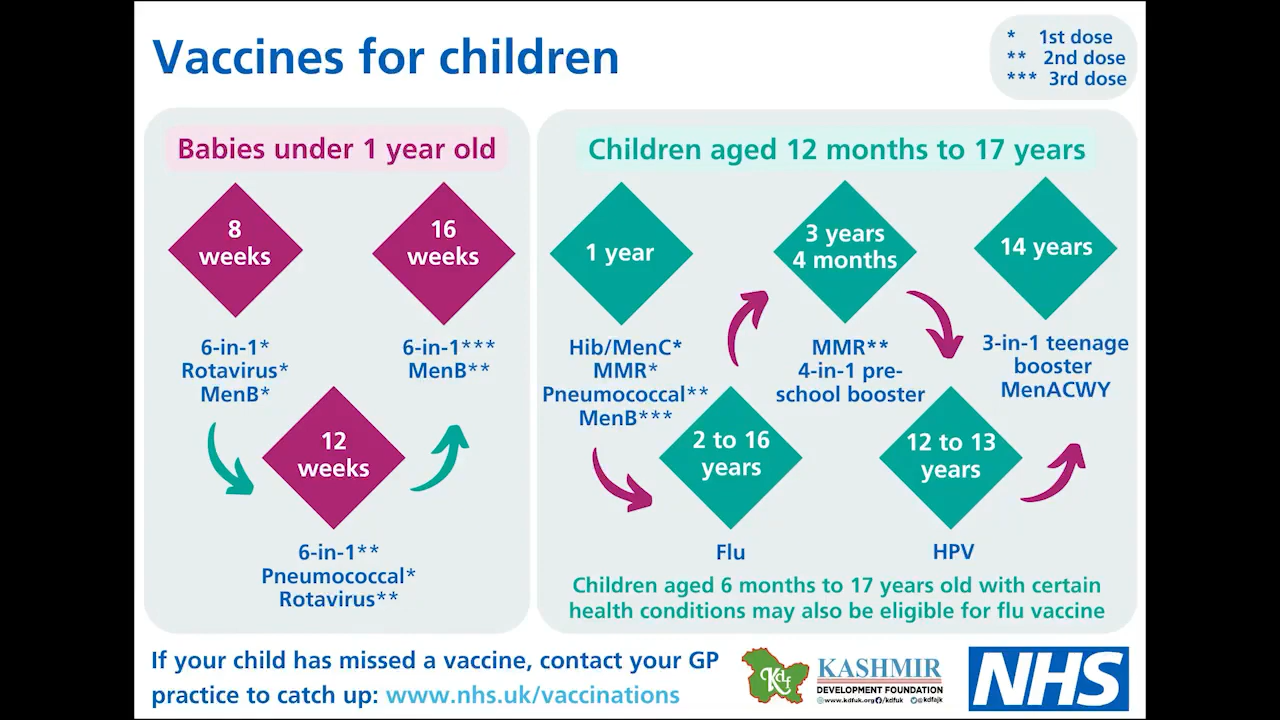 Vaccines for children
* 1st dose
** 2nd dose
*** 3rd dose
Babies under 1 year old
8
weeks
6-in-1*
Rotavirus*
MenB*
12
weeks
6-in-1**
Pneumococcal*
Rotavirus**
16
weeks
6-in-1***
MenB**
Children aged 12 months to 17 years
1 year
Hib/MenC*
MMR*
Pneumococcal**
MenB***
2 to 16
years
Flu
3 years
4 months
MMR**
4-in-1 pre-
school booster
12 to 13
years
HPV
14 years
3-in-1 teenage
booster
MenACWY
Children aged 6 months to 17 years old with certain
health conditions may also be eligible for flu vaccine
If your child has missed a vaccine, contact your GP
practice to catch up: www.nhs.uk/vaccinations
Kdf
KASHMIR
DEVELOPMENT FOUNDATION
www.kdfuk.org /kdfuk @kdfajk
NHS